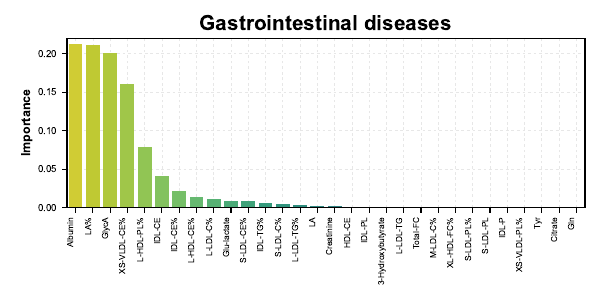 Gastrointestinal diseases
Importance
0.20
0.15
0.10
0.05
0.00
Albumin
LA%
GlycA
XS-VLDL-CE%
L-HDL-PL%
IDL-CE
IDL-CE%
L-HDL-CE%
L-LDL-C%
Glu-lactate
S-LDL-CE%
IDL-TG%
S-LDL-C%
L-LDL-TG%
LA
Creatinine
HDL-CE
IDL-PL
3-Hydroxybutyrate
L-LDL-TG
Total-FC
M-LDL-C%
XL-HDL-FC%
S-LDL-PL%
S-LDL-PL
IDL-P
XS-VLDL-PL%
Tyr
Citrate
Gln